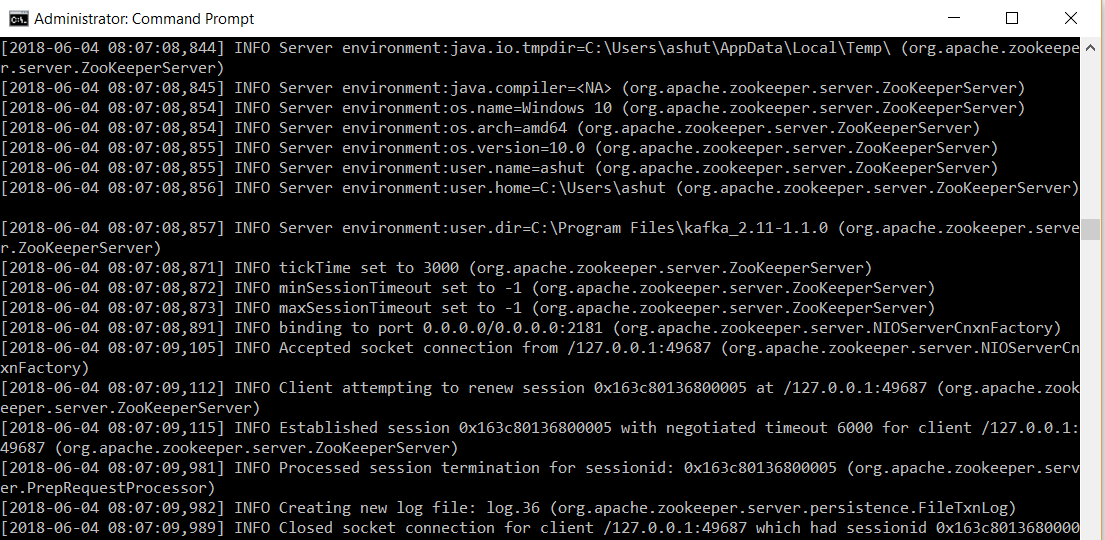 Administrator: Command Prompt
[2018-06-04 08:07:08,844] INFO Server environment:java.io.tmpdir=C:\Users\ashut\AppData\Local\Temp\ (org.apache.zookeepe
r.server.ZooKeeperServer)
[2018-06-04 08:07:08,845] INFO Server environment:java.compiler=<NA> (org.apache.zookeeper.server.ZooKeeperServer)
[2018-06-04 08:07:08,854] INFO Server environment:os.name=Windows 10 (org.apache.zookeeper.server.ZooKeeperServer)
[2018-06-04 08:07:08,854] INFO Server environment:os.arch=amd64 (org.apache.zookeeper.server.ZooKeeperServer)
[2018-06-04 08:07:08,855] INFO Server environment:os.version=10.0 (org.apache.zookeeper.server.ZooKeeperServer)
[2018-06-04 08:07:08,855] INFO Server environment:user.name=ashut (org.apache.zookeeper.server.ZooKeeperServer)
[2018-06-04 08:07:08,856] INFO Server environment:user.home=C:\Users\ashut (org.apache.zookeeper.server.ZooKeeperServer)
[2018-06-04 08:07:08,857] INFO Server environment:user.dir=C:\Program Files\kafka_2.11-1.1.0 (org.apache.zookeeper.serve
r.ZooKeeperServer)
[2018-06-04 08:07:08,871] INFO tickTime set to 3000 (org.apache.zookeeper.server.ZooKeeperServer)
[2018-06-04 08:07:08,872] INFO minSessionTimeout set to -1 (org.apache.zookeeper.server.ZooKeeperServer)
[2018-06-04 08:07:08,873] INFO maxSessionTimeout set to -1 (org.apache.zookeeper.server.ZooKeeperServer)
[2018-06-04 08:07:08,891] INFO binding to port 0.0.0.0/0.0.0.0:2181 (org.apache.zookeeper.server.NIOServerCnxnFactory)
[2018-06-04 08:07:09,105] INFO Accepted socket connection from /127.0.0.1:49687 (org.apache.zookeeper.server.NIOServerCn
xnFactory)
[2018-06-04 08:07:09,112] INFO Client attempting to renew session 0x163c80136800005 at /127.0.0.1:49687 (org.apache.zook
eeper.server.ZooKeeperServer)
[2018-06-04 08:07:09,115] INFO Established session 0x163c80136800005 with negotiated timeout 6000 for client /127.0.0.1:
49687 (org.apache.zookeeper.server.ZooKeeperServer)
[2018-06-04 08:07:09,981] INFO Processed session termination for sessionid: 0x163c80136800005 (org.apache.zookeeper.serv
er.PrepRequestProcessor)
[2018-06-04 08:07:09,982] INFO Creating new log file: log.36 (org.apache.zookeeper.server.persistence.FileTxnLog)
[2018-06-04 08:07:09,989] INFO Closed socket connection for client /127.0.0.1:49687 which had sessionid 0x163c8013680000